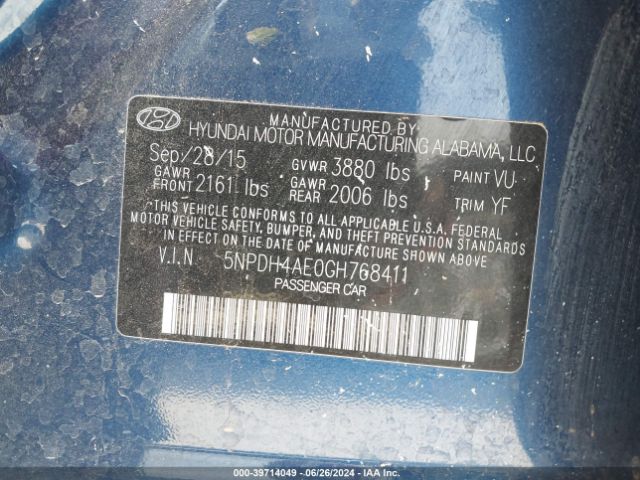 MANUFACTURED BY
HYUNDAI MOTOR MANUFACTURING ALABAMA, LLC
Sep/28/15 GVWR 3880 lbs PAINT VU
GAWR FRONT 2161 lbs GAWR REAR 2006 lbs TRIM YF
"THIS VEHICLE CONFORMS TO ALL APPLICABLE U.S.A. FEDERAL
MOTOR VEHICLE SAFETY, BUMPER, AND THEFT PREVENTION STANDARDS
IN EFFECT ON THE DATE OF MANUFACTURE SHOWN ABOVE"
V.I.N. 5NPDH4AE0GH768411
PASSENGER CAR
000-39714049 : 06/26/2024 : © IAA Inc.